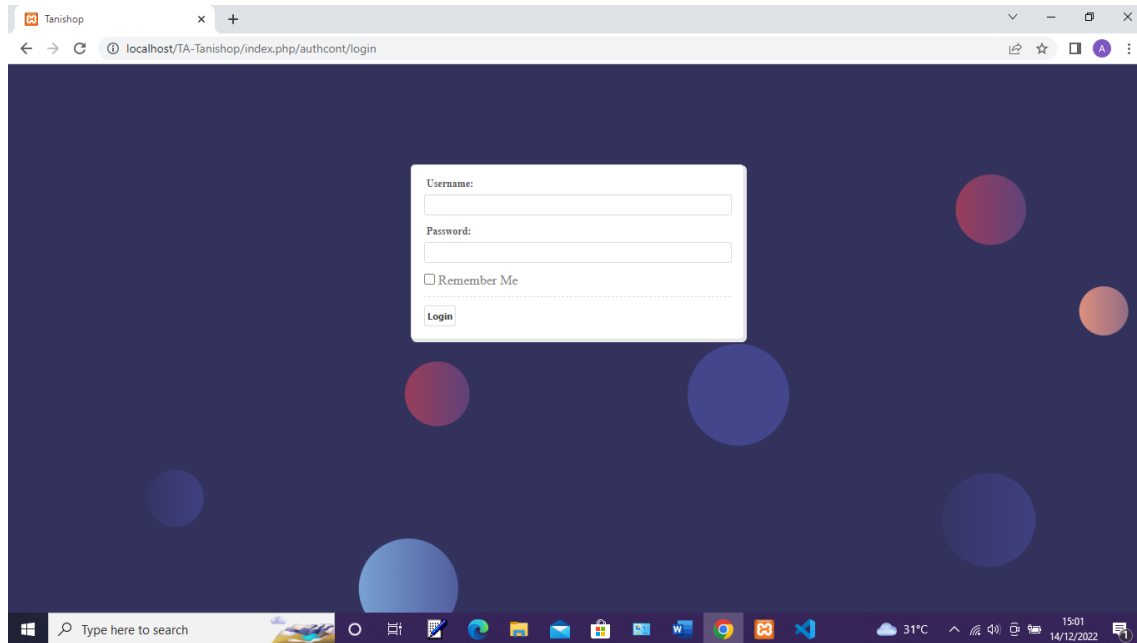 Tanishop
localhost/TA-Tanishop/index.php/authcont/login
A
Username:
Password:
Remember Me
Login
Type here to search
31°C
15:01
14/12/2022
1